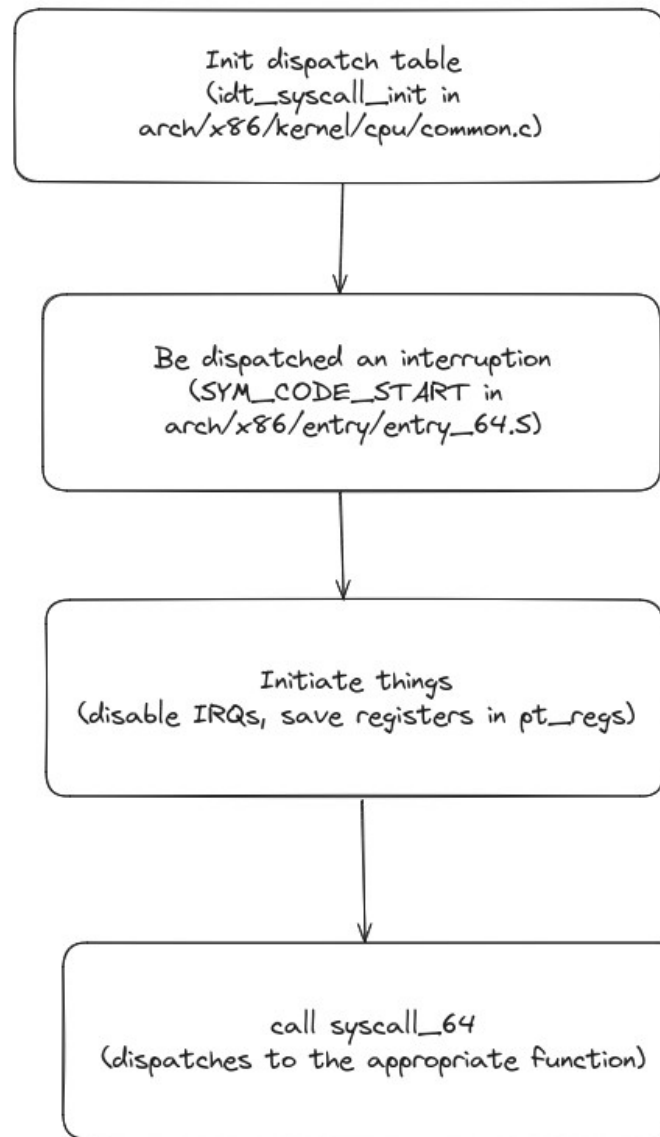 Init dispatch table
(idt_syscall_init in
arch/x86/kernel/cpu/common.c)
Be dispatched an interruption
(SYM_CODE_START in
arch/x86/entry/entry_64.S)
Initiate things
(disable IRQs, save registers in pt_regs)
call syscall_64
(dispatches to the appropriate function)